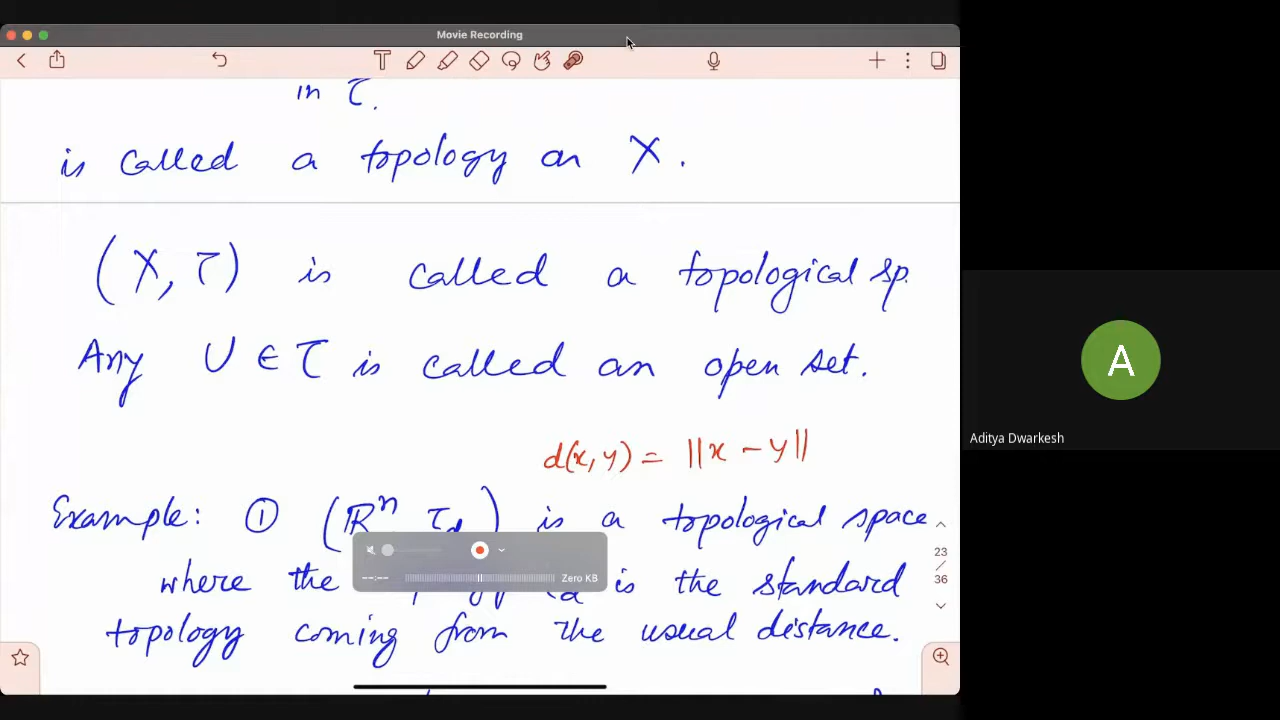 Movie Recording
in τ.
is called a topology on X.
(X, τ) is called a topological sp.
Any U ∈ τ is called an open set.
d(x, y) = ||x - y||
Example: ① (ℝⁿ, τ_d) is a topological space
where the τ_d is the standard
topology coming from the usual distance.
--:-- Zero KB
23
/
36
A
Aditya Dwarkesh